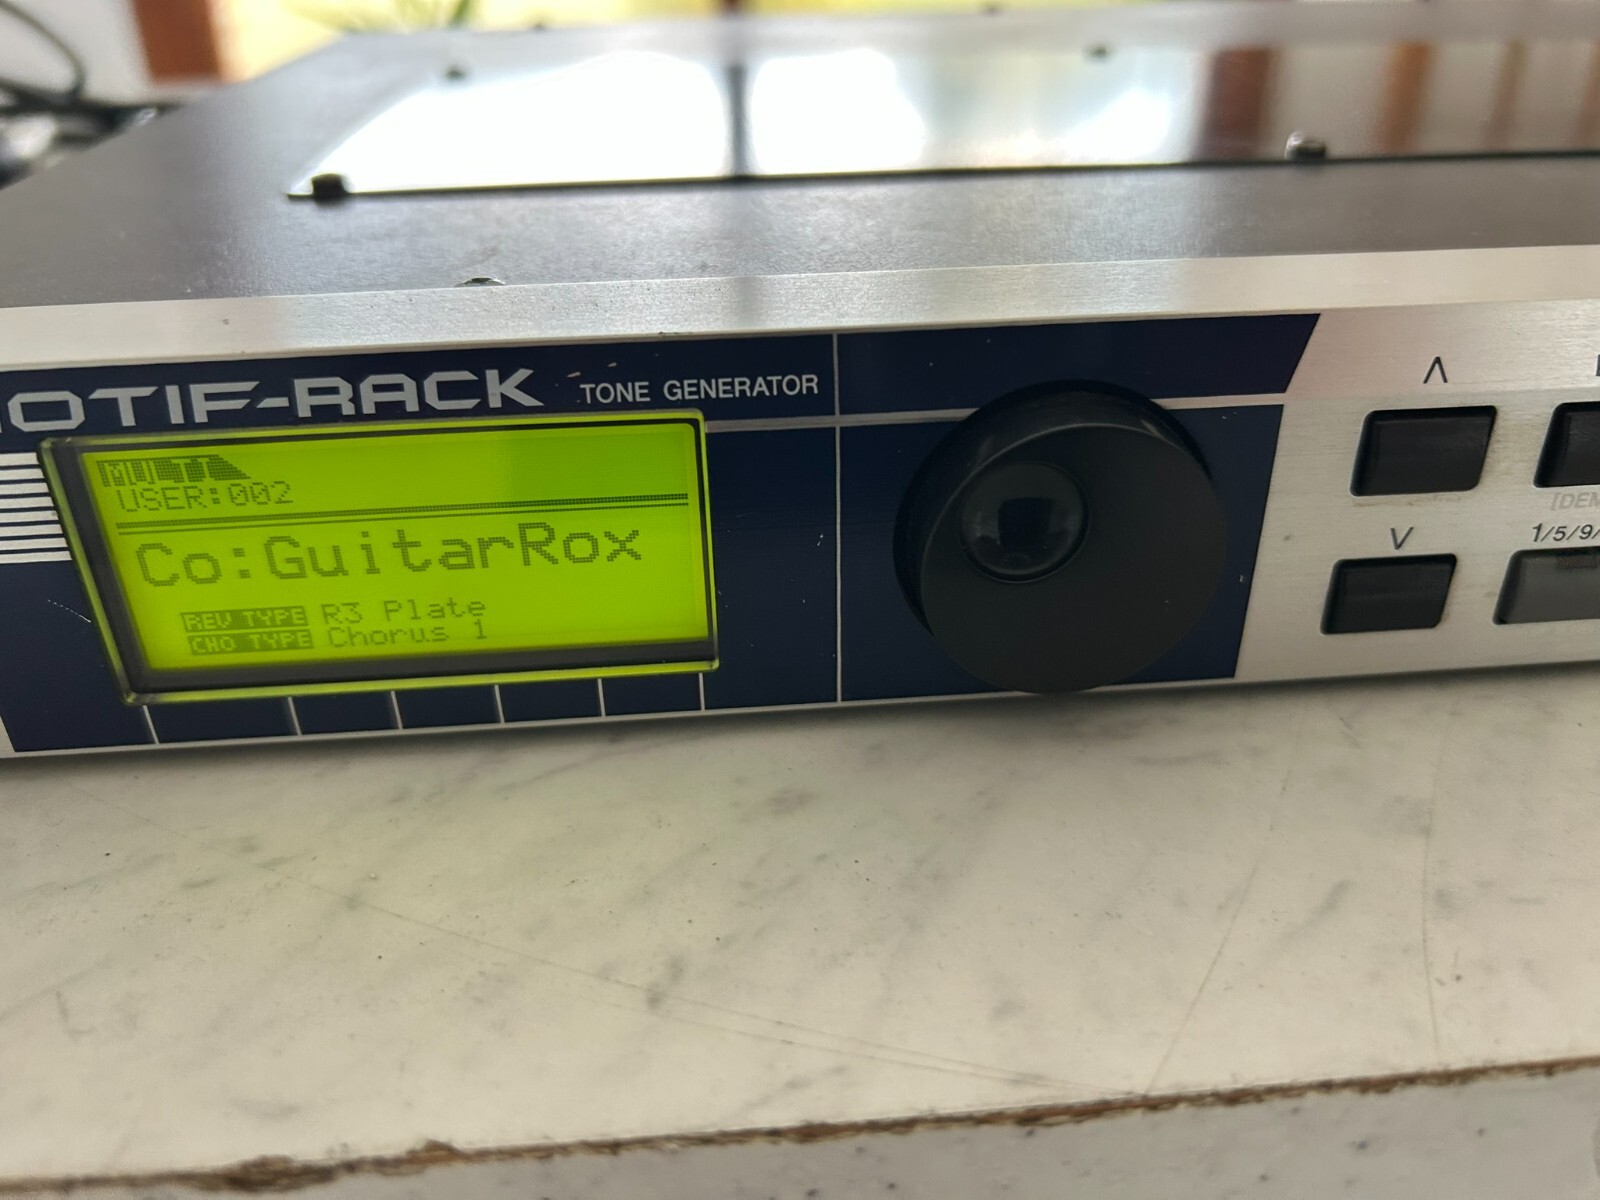 OTIF-RACK TONE GENERATOR
MULTI
USER:002
Co:GuitarRox
REV TYPE R3 Plate
CHO TYPE Chorus 1
[DEM
1/5/9/